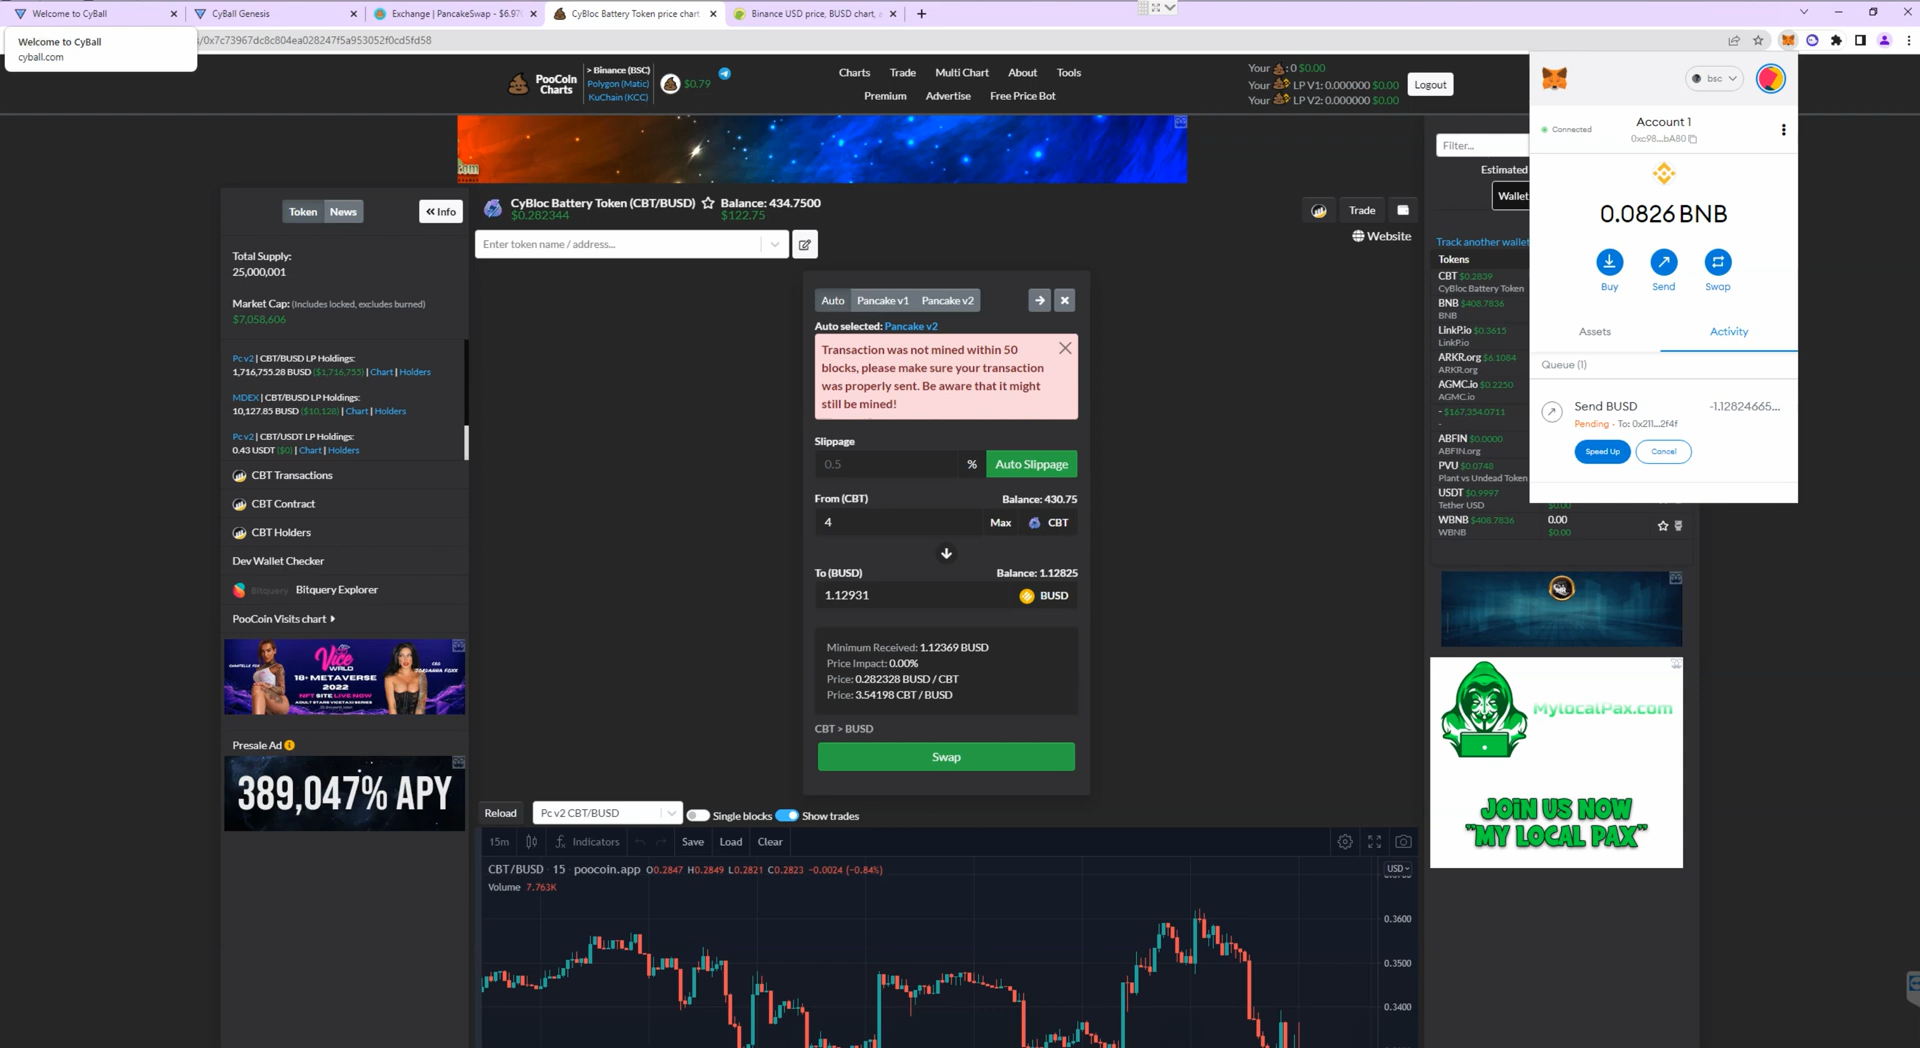 Welcome to CyBall
CyBall Genesis
Exchange | PancakeSwap - $6.97
CyBloc Battery Token price chart
Binance USD price, BUSD chart,
Welcome to CyBall
cyball.com
/0x7c73967dc8c804ea028247f5a953052f0cd5fd58
PooCoin
Charts
> Binance (BSC)
Polygon (Matic)
KuChain (KCC)
$0.79
Charts
Trade
Multi Chart
About
Tools
Premium
Advertise
Free Price Bot
Your : 0 $0.00
Your LP V1: 0.000000 $0.00
Your LP V2: 0.000000 $0.00
Logout
Token
News
« Info
Total Supply:
25,000,001
Market Cap: (Includes locked, excludes burned)
$7,058,606
Pc v2 | CBT/BUSD LP Holdings:
1,716,755.28 BUSD ($1,716,755) | Chart | Holders
MDEX | CBT/BUSD LP Holdings:
10,127.85 BUSD ($10,128) | Chart | Holders
Pc v2 | CBT/USDT LP Holdings:
0.43 USDT ($0) | Chart | Holders
CBT Transactions
CBT Contract
CBT Holders
Dev Wallet Checker
Bitquery Bitquery Explorer
PooCoin Visits chart
Vice
WRLD
18+ METAVERSE
2022
NFT SITE LIVE NOW
Presale Ad
389,047% APY
CyBloc Battery Token (CBT/BUSD)
$0.282344
Balance: 434.7500
$122.75
Trade
Website
Enter token name / address...
Auto
Pancake v1
Pancake v2
Auto selected: Pancake v2
Transaction was not mined within 50
blocks, please make sure your transaction
was properly sent. Be aware that it might
still be mined!
Slippage
0.5
%
Auto Slippage
From (CBT)
Balance: 430.75
4
Max
CBT
To (BUSD)
Balance: 1.12825
1.12931
BUSD
Minimum Received: 1.12369 BUSD
Price Impact: 0.00%
Price: 0.282328 BUSD / CBT
Price: 3.54198 CBT / BUSD
CBT > BUSD
Swap
Reload
Pc v2 CBT/BUSD
Single blocks
Show trades
15m
Indicators
Save
Load
Clear
CBT/BUSD · 15 · poocoin.app O0.2847 H0.2849 L0.2821 C0.2823 -0.0024 (-0.84%)
Volume 7.763K
USD
0.3600
0.3500
0.3400
Filter...
Estimated
Wallet
Track another wallet
Tokens
CBT $0.2839
CyBloc Battery Token
BNB $408.7836
BNB
LinkP.io $0.3615
LinkP.io
ARKR.org $6.1084
ARKR.org
AGMC.io $0.2250
AGMC.io
- $167,354.0711
-
ABFIN $0.0000
ABFIN.org
PVU $0.0748
Plant vs Undead Token
USDT $0.9997
Tether USD
$0.00
WBNB $408.7836
WBNB
0.00
$0.00
bsc
Connected
Account 1
0xc98...bA80
0.0826 BNB
Buy
Send
Swap
Assets
Activity
Queue (1)
Send BUSD
-1.12824665...
Pending · To: 0x211...2f4f
Speed Up
Cancel
MylocalPax.com
JOIN US NOW
"MY LOCAL PAX"